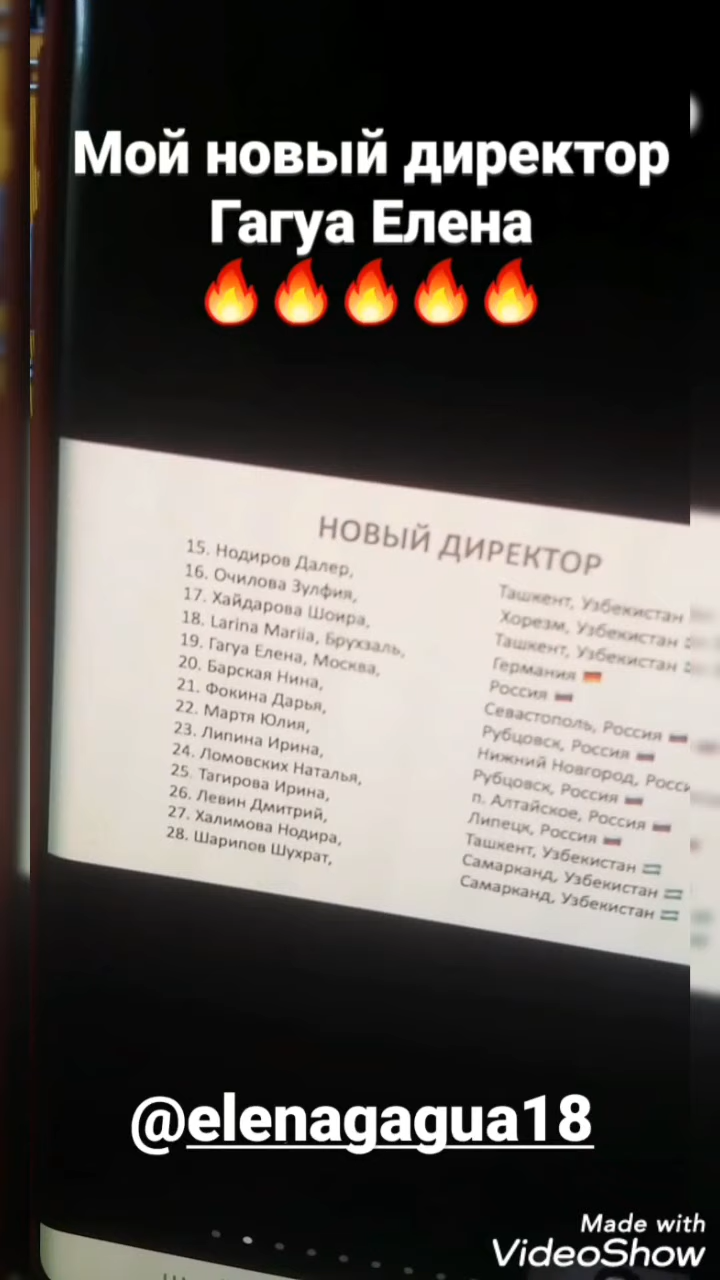 Мой новый директор
Гагуа Елена
🔥🔥🔥🔥🔥
НОВЫЙ ДИРЕКТОР
15. Нодиров Далер, Ташкент, Узбекистан
16. Очилова Зулфия, Хорезм, Узбекистан
17. Хайдарова Шоира, Ташкент, Узбекистан
18. Larina Mariia, Брухзаль, Германия 🇩🇪
19. Гагуа Елена, Москва, Россия 🇷🇺
20. Барская Нина, Севастополь, Россия 🇷🇺
21. Фокина Дарья, Рубцовск, Россия 🇷🇺
22. Мартя Юлия, Нижний Новгород, Росси
23. Липина Ирина, Рубцовск, Россия 🇷🇺
24. Ломовских Наталья, п. Алтайское, Россия 🇷🇺
25. Тагирова Ирина, Липецк, Россия 🇷🇺
26. Левин Дмитрий, Ташкент, Узбекистан 🇺🇿
27. Халимова Нодира, Самарканд, Узбекистан 🇺🇿
28. Шарипов Шухрат, Самарканд, Узбекистан 🇺🇿
@elenagagua18
Made with
VideoShow